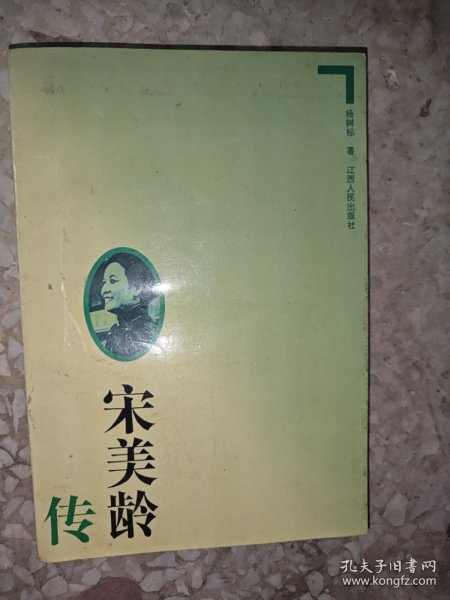 杨树标 著 江西人民出版社
宋美龄
传
孔夫子旧书网
www.kongfz.com